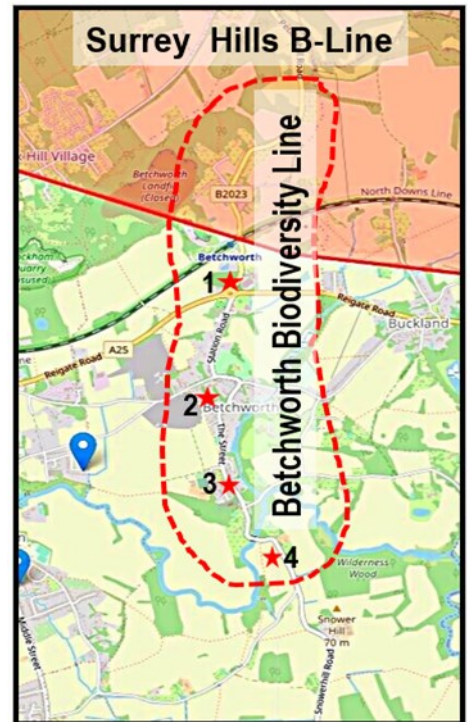 Surrey Hills B-Line
Hill Village
Betchworth
Landfill
(Closed)
B2023
North Downs Line
Betchworth Biodiversity Line
Betchworth
1
Reigate Road
Buckland
Station Road
A25
Reigate Road
2
Betchworth
The Street
3
4
Wilderness
Wood
Snower
Hill
70 m
Middle Street
Snowerhill Road